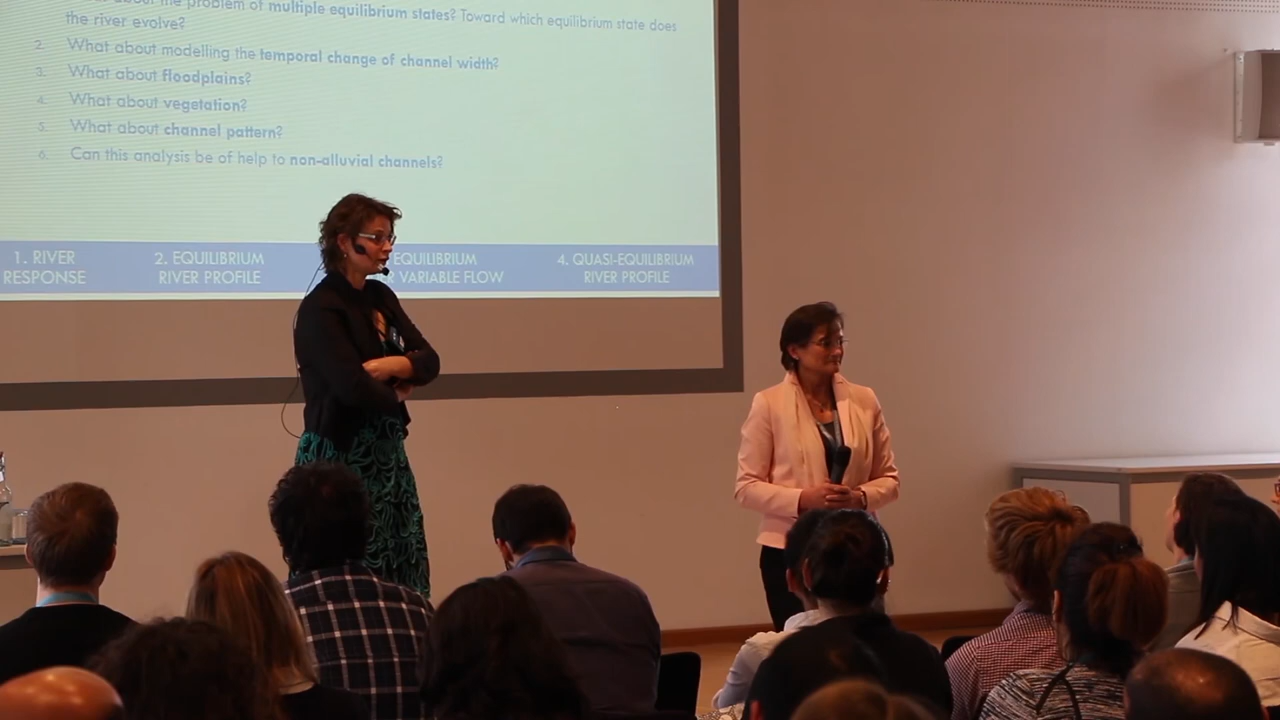 about the problem of multiple equilibrium states? Toward which equilibrium state does
the river evolve?
2. What about modelling the temporal change of channel width?
3. What about floodplains?
4. What about vegetation?
5. What about channel pattern?
6. Can this analysis be of help to non-alluvial channels?
1. RIVER
RESPONSE
2. EQUILIBRIUM
RIVER PROFILE
EQUILIBRIUM
VARIABLE FLOW
4. QUASI-EQUILIBRIUM
RIVER PROFILE